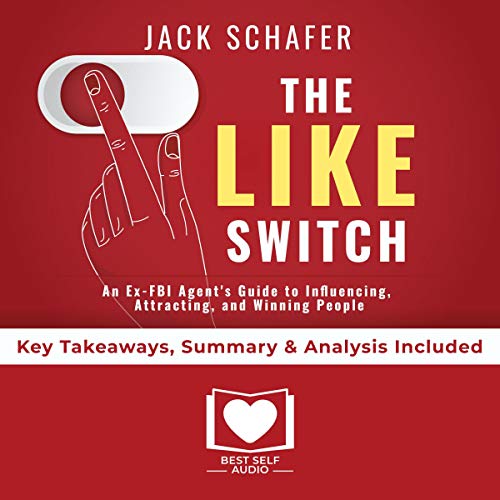 JACK SCHAFER
THE
LIKE
SWITCH
An Ex-FBI Agent's Guide to Influencing,
Attracting, and Winning People
Key Takeaways, Summary & Analysis Included
BEST SELF
AUDIO